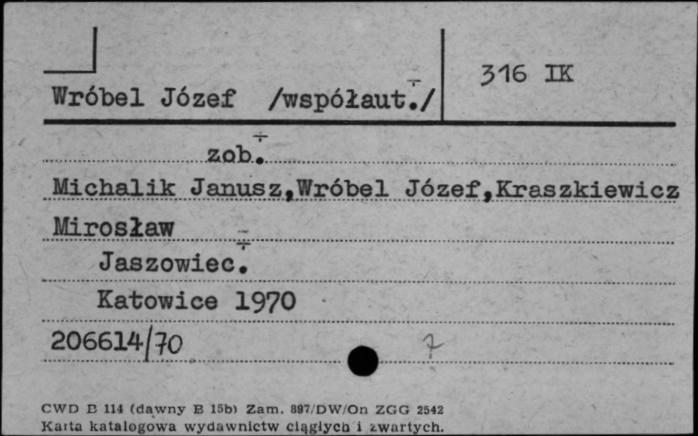 316 IK
Wróbel Józef /współaut./
zob.
Michalik Janusz,Wróbel Józef,Kraszkiewicz
Mirosław
Jaszowiec.
Katowice 1970
206614/70
7
CWD B 114 (dawny B 15b) Zam. 897/DW/On ZGG 2542
Karta katalogowa wydawnictw ciągłych i zwartych.